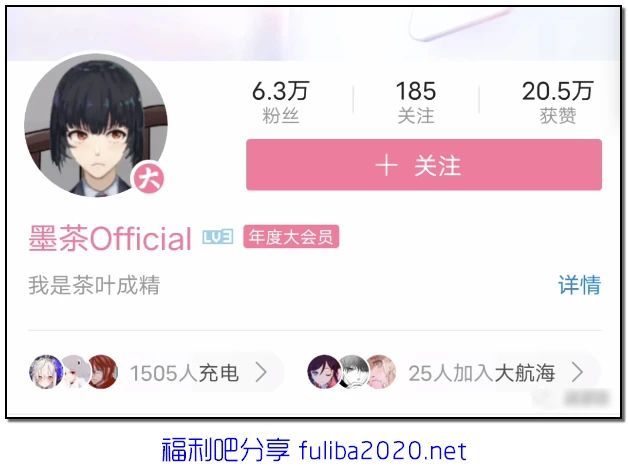 6.3万 185 20.5万
粉丝 关注 获赞
大
+ 关注
墨茶Official LV3 年度大会员
我是茶叶成精 详情
1505人充电 25人加入大航海
福利吧分享 fuliba2020.net